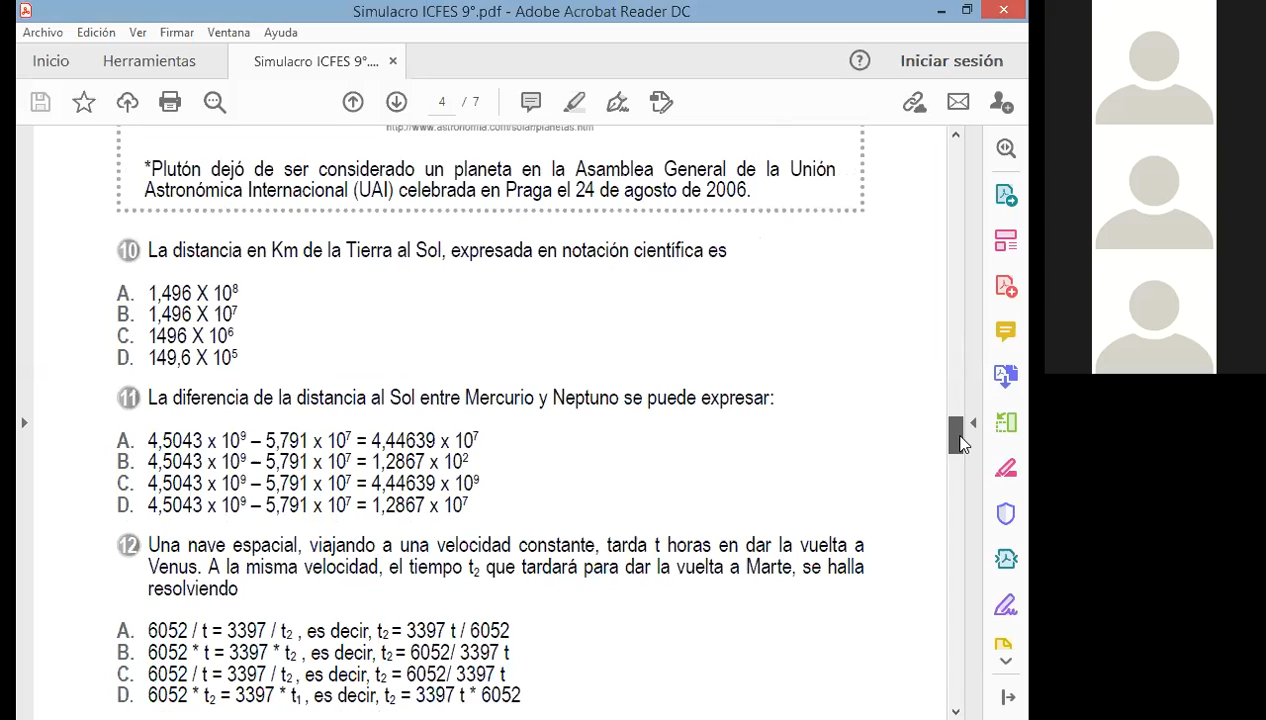 Simulacro ICFES 9°.pdf - Adobe Acrobat Reader DC
Archivo Edición Ver Firmar Ventana Ayuda
Inicio Herramientas Simulacro ICFES 9°.... × Iniciar sesión
4 / 7
http://www.astronomia.com/solar/planetas.htm
*Plutón dejó de ser considerado un planeta en la Asamblea General de la Unión
Astronómica Internacional (UAI) celebrada en Praga el 24 de agosto de 2006.
10 La distancia en Km de la Tierra al Sol, expresada en notación científica es
A. 1,496 X 10⁸
B. 1,496 X 10⁷
C. 1496 X 10⁶
D. 149,6 X 10⁵
11 La diferencia de la distancia al Sol entre Mercurio y Neptuno se puede expresar:
A. 4,5043 x 10⁹ – 5,791 x 10⁷ = 4,44639 x 10⁷
B. 4,5043 x 10⁹ – 5,791 x 10⁷ = 1,2867 x 10²
C. 4,5043 x 10⁹ – 5,791 x 10⁷ = 4,44639 x 10⁹
D. 4,5043 x 10⁹ – 5,791 x 10⁷ = 1,2867 x 10⁷
12 Una nave espacial, viajando a una velocidad constante, tarda t horas en dar la vuelta a
Venus. A la misma velocidad, el tiempo t₂ que tardará para dar la vuelta a Marte, se halla
resolviendo
A. 6052 / t = 3397 / t₂ , es decir, t₂ = 3397 t / 6052
B. 6052 * t = 3397 * t₂ , es decir, t₂ = 6052/ 3397 t
C. 6052 / t = 3397 / t₂ , es decir, t₂ = 6052/ 3397 t
D. 6052 * t₂ = 3397 * t₁ , es decir, t₂ = 3397 t * 6052